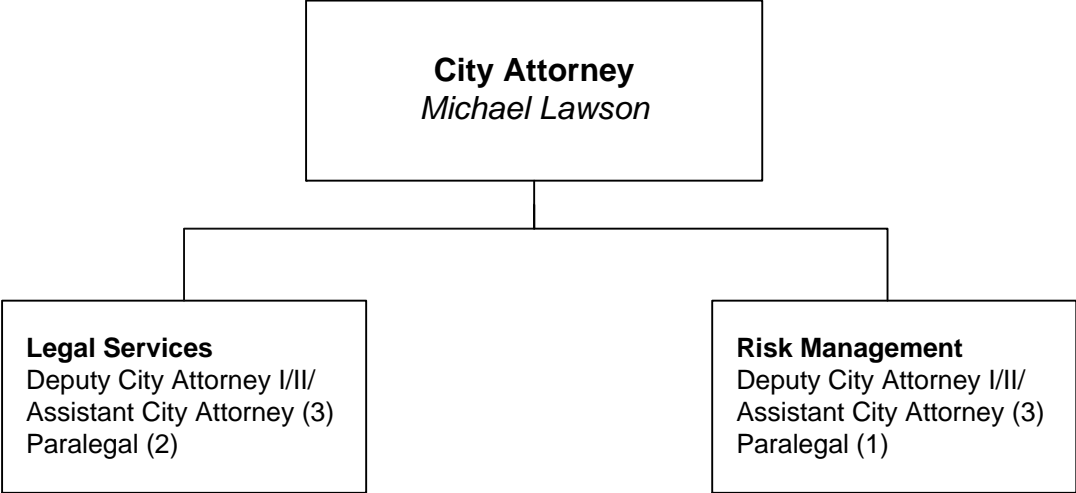 City Attorney
Michael Lawson
Legal Services
Deputy City Attorney I/II/
Assistant City Attorney (3)
Paralegal (2)
Risk Management
Deputy City Attorney I/II/
Assistant City Attorney (3)
Paralegal (1)